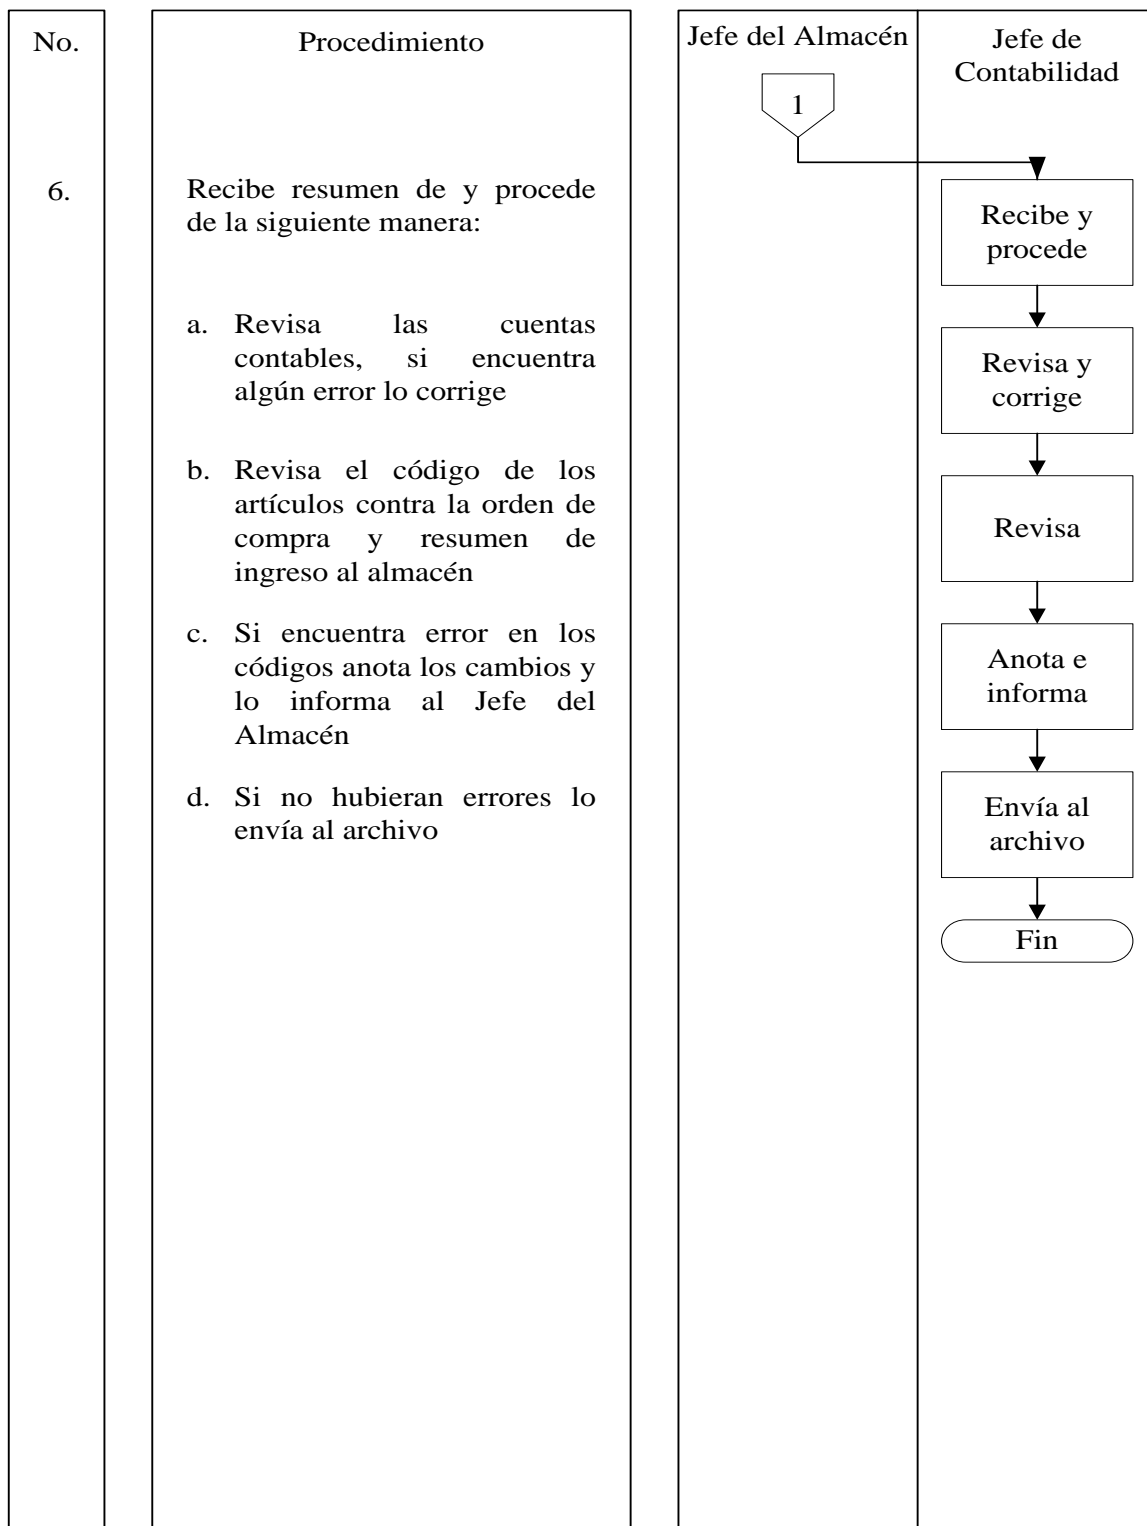 No.
Procedimiento
Jefe del Almacén
Jefe de
Contabilidad
1
6.
Recibe resumen de y procede
de la siguiente manera:
a. Revisa las cuentas
contables, si encuentra
algún error lo corrige
b. Revisa el código de los
artículos contra la orden de
compra y resumen de
ingreso al almacén
c. Si encuentra error en los
códigos anota los cambios y
lo informa al Jefe del
Almacén
d. Si no hubieran errores lo
envía al archivo
Recibe y
procede
Revisa y
corrige
Revisa
Anota e
informa
Envía al
archivo
Fin